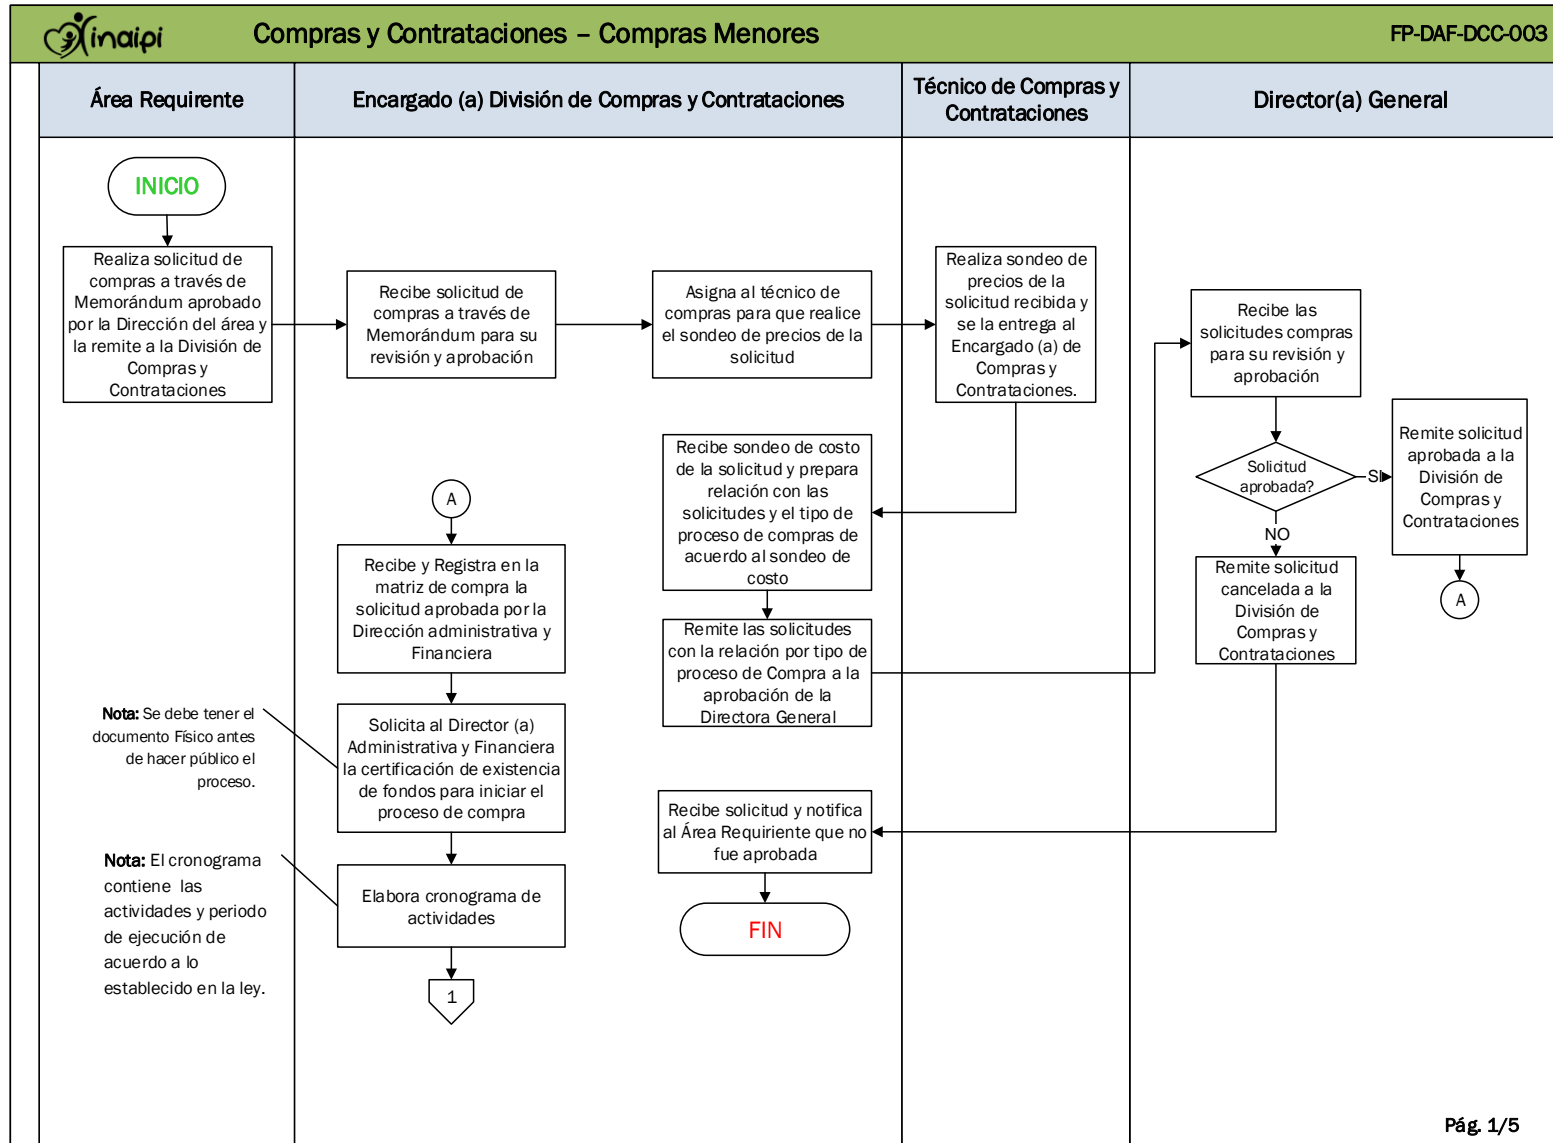 inaipi
Compras y Contrataciones – Compras Menores
FP-DAF-DCC-003
Área Requirente
Encargado (a) División de Compras y Contrataciones
Técnico de Compras y
Contrataciones
Director(a) General
INICIO
Realiza solicitud de
compras a través de
Memorándum aprobado
por la Dirección del área y
la remite a la División de
Compras y
Contrataciones
Recibe solicitud de
compras a través de
Memorándum para su
revisión y aprobación
Asigna al técnico de
compras para que realice
el sondeo de precios de la
solicitud
Realiza sondeo de
precios de la
solicitud recibida y
se la entrega al
Encargado (a) de
Compras y
Contrataciones.
Recibe las
solicitudes compras
para su revisión y
aprobación
Recibe sondeo de costo
de la solicitud y prepara
relación con las
solicitudes y el tipo de
proceso de compras de
acuerdo al sondeo de
costo
Solicitud
aprobada?
SI
NO
Remite solicitud
aprobada a la
División de
Compras y
Contrataciones
A
Remite solicitud
cancelada a la
División de
Compras y
Contrataciones
A
Recibe y Registra en la
matriz de compra la
solicitud aprobada por la
Dirección administrativa y
Financiera
Remite las solicitudes
con la relación por tipo de
proceso de Compra a la
aprobación de la
Directora General
Nota: Se debe tener el
documento Físico antes
de hacer público el
proceso.
Solicita al Director (a)
Administrativa y Financiera
la certificación de existencia
de fondos para iniciar el
proceso de compra
Recibe solicitud y notifica
al Área Requiriente que no
fue aprobada
Nota: El cronograma
contiene las
actividades y periodo
de ejecución de
acuerdo a lo
establecido en la ley.
Elabora cronograma de
actividades
FIN
1
Pág. 1/5